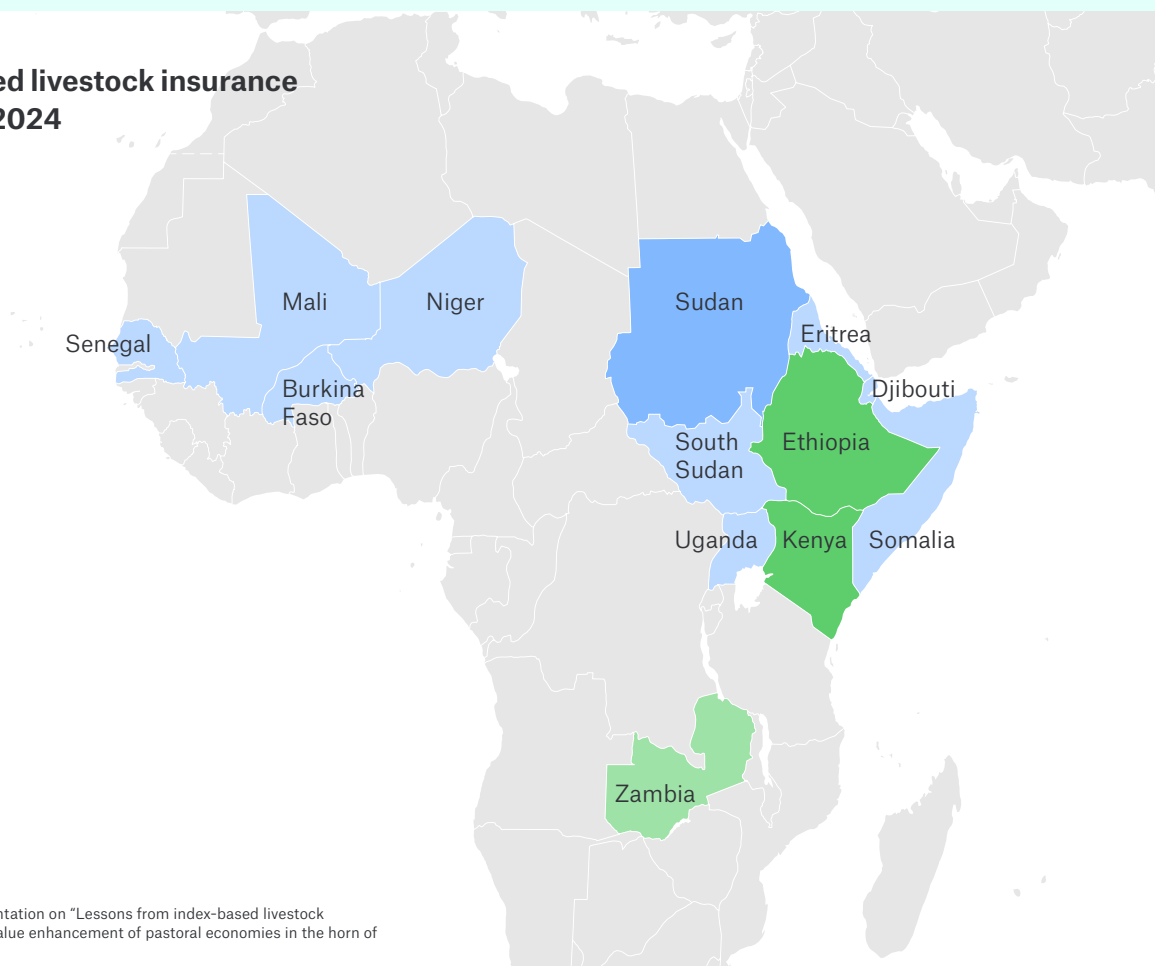 ed livestock insurance
2024
Mali
Niger
Sudan
Senegal
Eritrea
Burkina
Faso
Djibouti
South
Sudan
Ethiopia
Uganda
Kenya
Somalia
Zambia
ntation on “Lessons from index-based livestock
alue enhancement of pastoral economies in the horn of